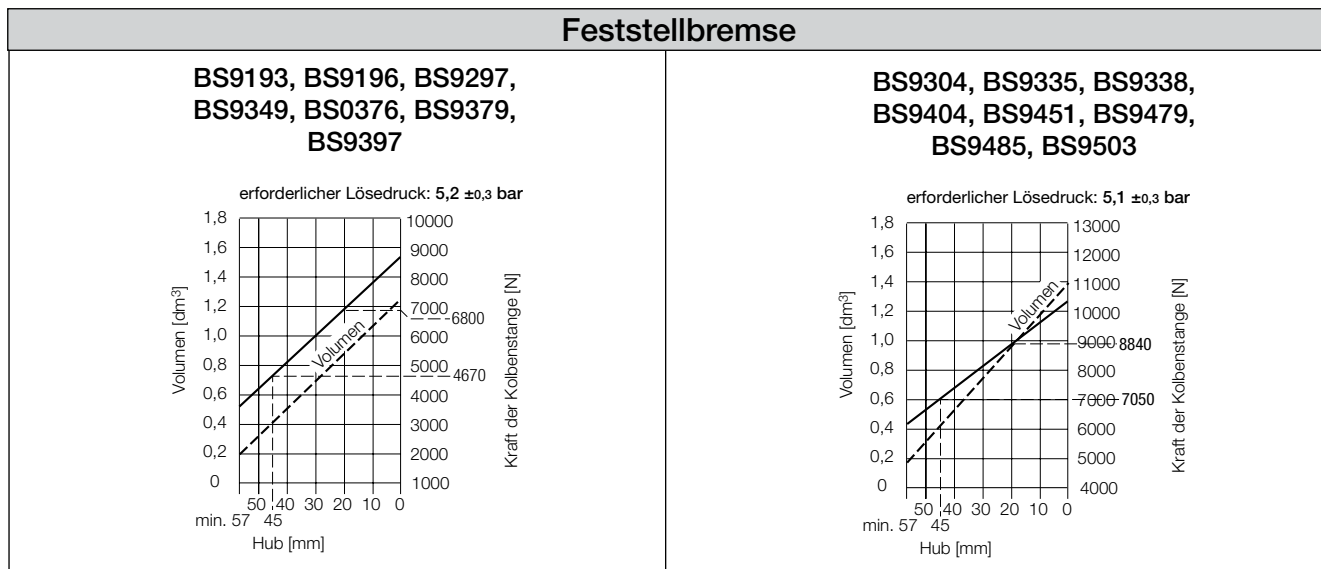 Feststellbremse
BS9193, BS9196, BS9297,
BS9349, BS0376, BS9379,
BS9397
erforderlicher Lösedruck: 5,2 ±0,3 bar
Volumen [dm³]
1,8
1,6
1,4
1,2
1,0
0,8
0,6
0,4
0,2
0
Volumen
10000
9000
8000
7000
6800
6000
5000
4670
4000
3000
2000
1000
Kraft der Kolbenstange [N]
50 40 30 20 10 0
min. 57 45
Hub [mm]
BS9304, BS9335, BS9338,
BS9404, BS9451, BS9479,
BS9485, BS9503
erforderlicher Lösedruck: 5,1 ±0,3 bar
Volumen [dm³]
1,8
1,6
1,4
1,2
1,0
0,8
0,6
0,4
0,2
0
Volumen
13000
12000
11000
10000
9000 8840
8000
7000 7050
6000
5000
4000
Kraft der Kolbenstange [N]
50 40 30 20 10 0
min. 57 45
Hub [mm]